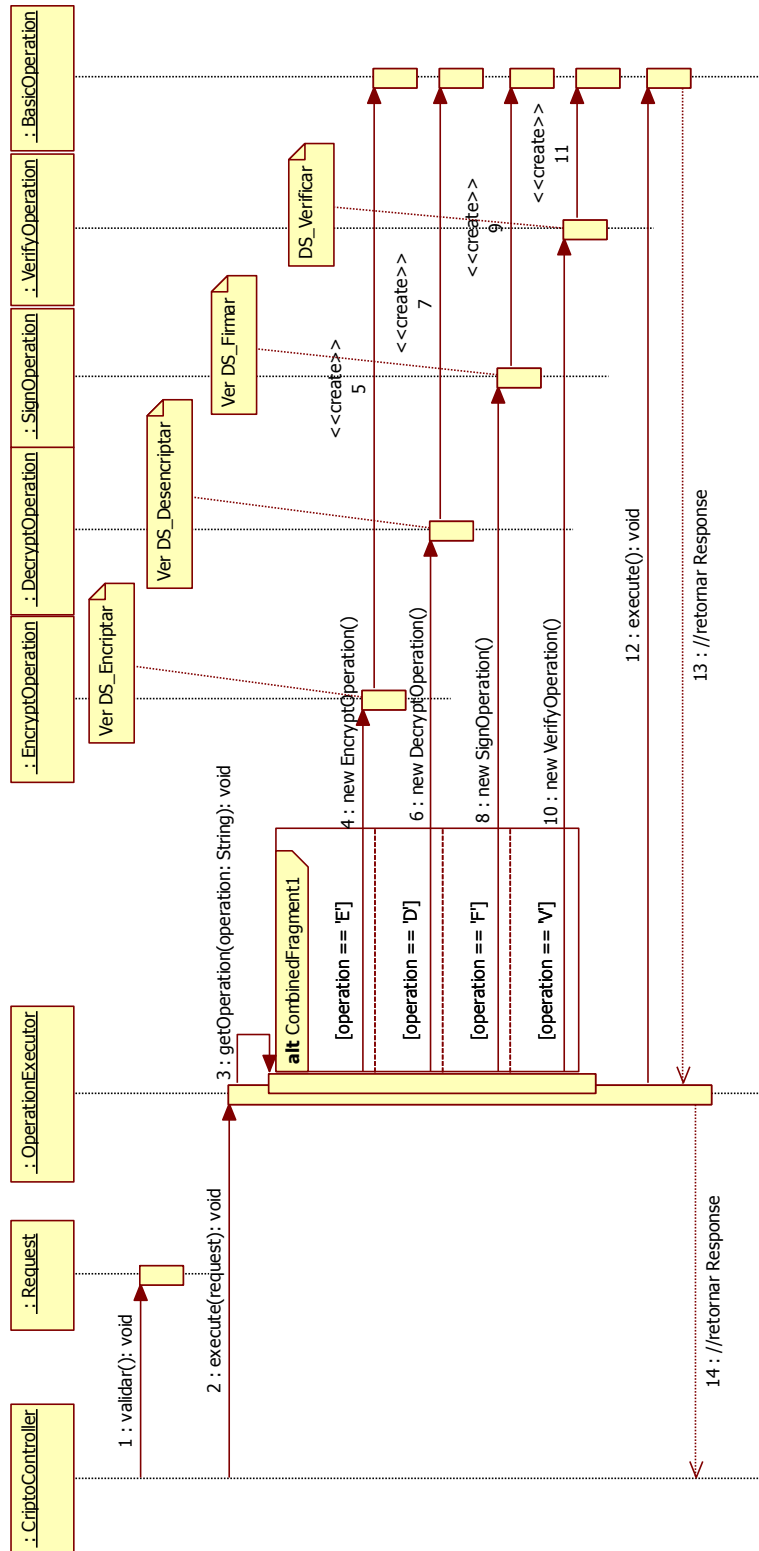 : CriptoController
: Request
: OperationExecutor
: EncryptOperation
: DecryptOperation
: SignOperation
: VerifyOperation
: BasicOperation
1 : validar(): void
2 : execute(request): void
3 : getOperation(operation: String): void
alt CombinedFragment1
[operation == 'E']
4 : new EncryptOperation()
Ver DS_Encriptar
<<create>>
5
[operation == 'D']
6 : new DecryptOperation()
Ver DS_Desencriptar
<<create>>
7
[operation == 'F']
8 : new SignOperation()
Ver DS_Firmar
<<create>>
9
[operation == 'V']
10 : new VerifyOperation()
DS_Verificar
<<create>>
11
12 : execute(): void
13 : //retornar Response
14 : //retornar Response